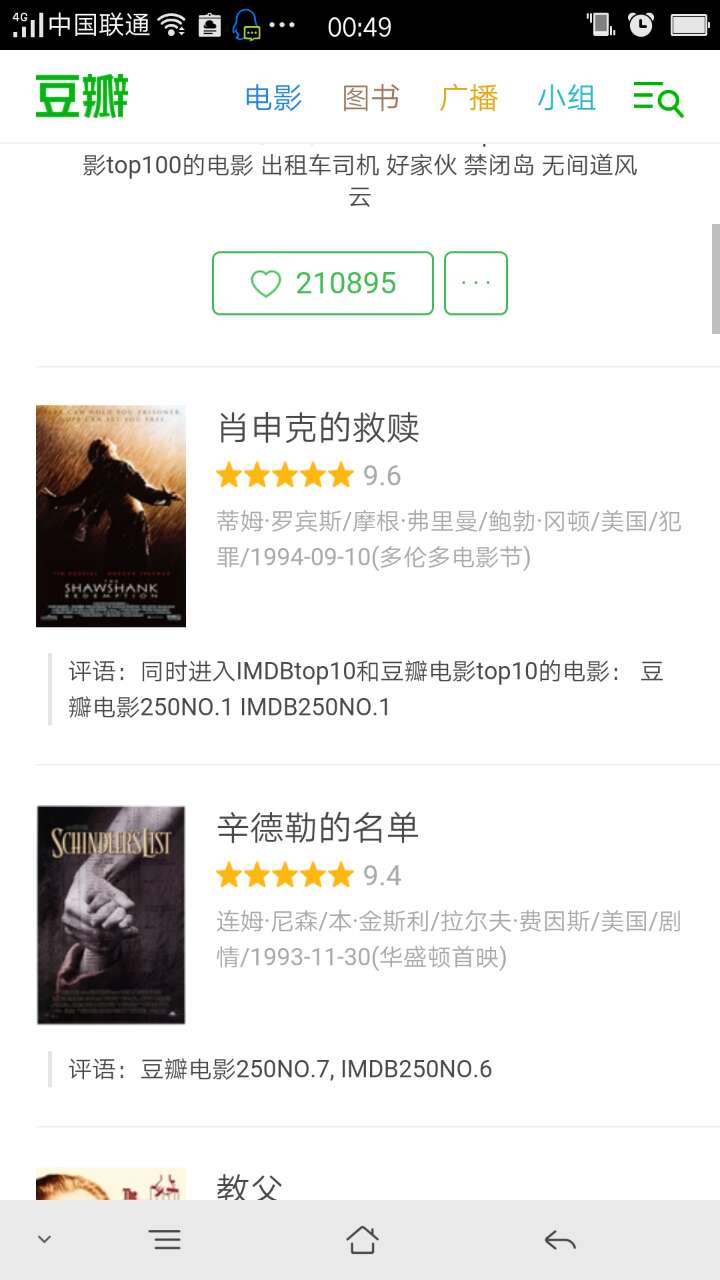 4G 中国联通 00:49
豆瓣 电影 图书 广播 小组
影top100的电影 出租车司机 好家伙 禁闭岛 无间道风
云
210895 ···
肖申克的救赎
9.6
蒂姆·罗宾斯/摩根·弗里曼/鲍勃·冈顿/美国/犯
罪/1994-09-10(多伦多电影节)
THE
SHAWSHANK
REDEMPTION
评语：同时进入IMDBtop10和豆瓣电影top10的电影： 豆
瓣电影250NO.1 IMDB250NO.1
辛德勒的名单
SCHINDLER'S LIST
9.4
连姆·尼森/本·金斯利/拉尔夫·费因斯/美国/剧
情/1993-11-30(华盛顿首映)
评语：豆瓣电影250NO.7, IMDB250NO.6
教父
The